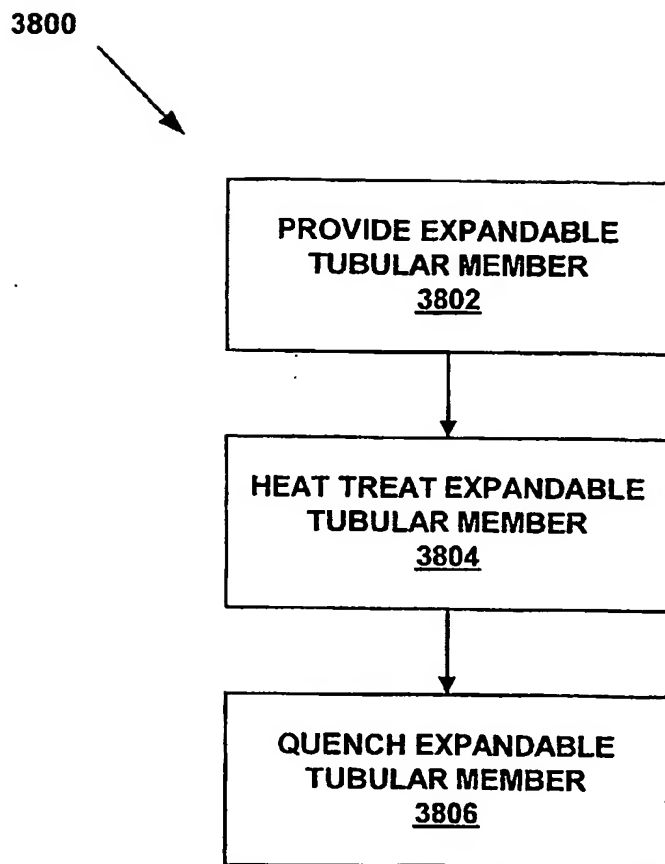 3800
PROVIDE EXPANDABLE
TUBULAR MEMBER
3802
HEAT TREAT EXPANDABLE
TUBULAR MEMBER
3804
QUENCH EXPANDABLE
TUBULAR MEMBER
3806